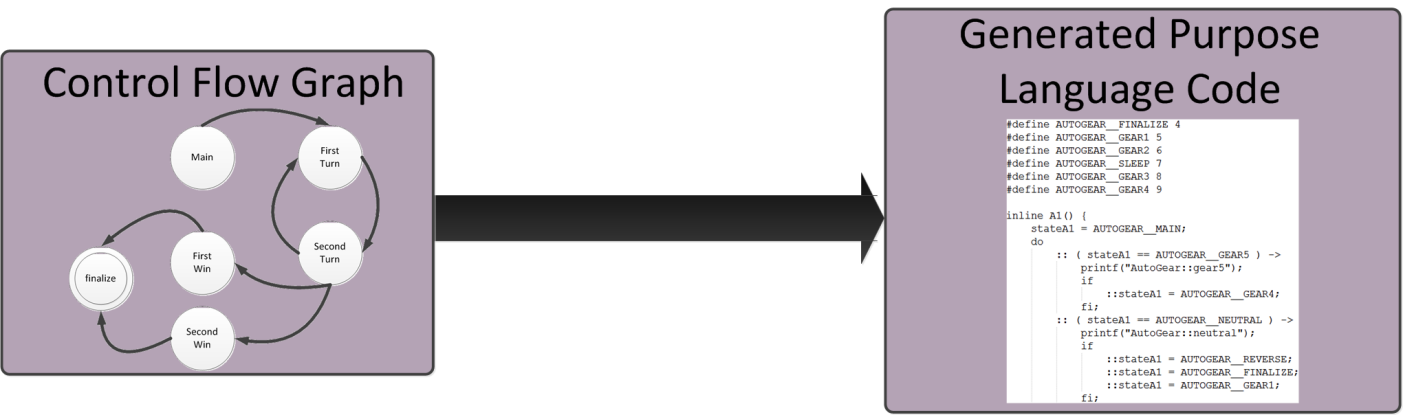 Control Flow Graph
Main
First
Turn
Second
Turn
First
Win
finalize
Second
Win
Generated Purpose
Language Code
#define AUTOGEAR__FINALIZE 4
#define AUTOGEAR__GEAR1 5
#define AUTOGEAR__GEAR2 6
#define AUTOGEAR__SLEEP 7
#define AUTOGEAR__GEAR3 8
#define AUTOGEAR__GEAR4 9
inline A1() {
stateA1 = AUTOGEAR__MAIN;
do
:: ( stateA1 == AUTOGEAR__GEAR5 ) ->
printf("AutoGear::gear5");
if
::stateA1 = AUTOGEAR__GEAR4;
fi;
:: ( stateA1 == AUTOGEAR__NEUTRAL ) ->
printf("AutoGear::neutral");
if
::stateA1 = AUTOGEAR__REVERSE;
::stateA1 = AUTOGEAR__FINALIZE;
::stateA1 = AUTOGEAR__GEAR1;
fi;